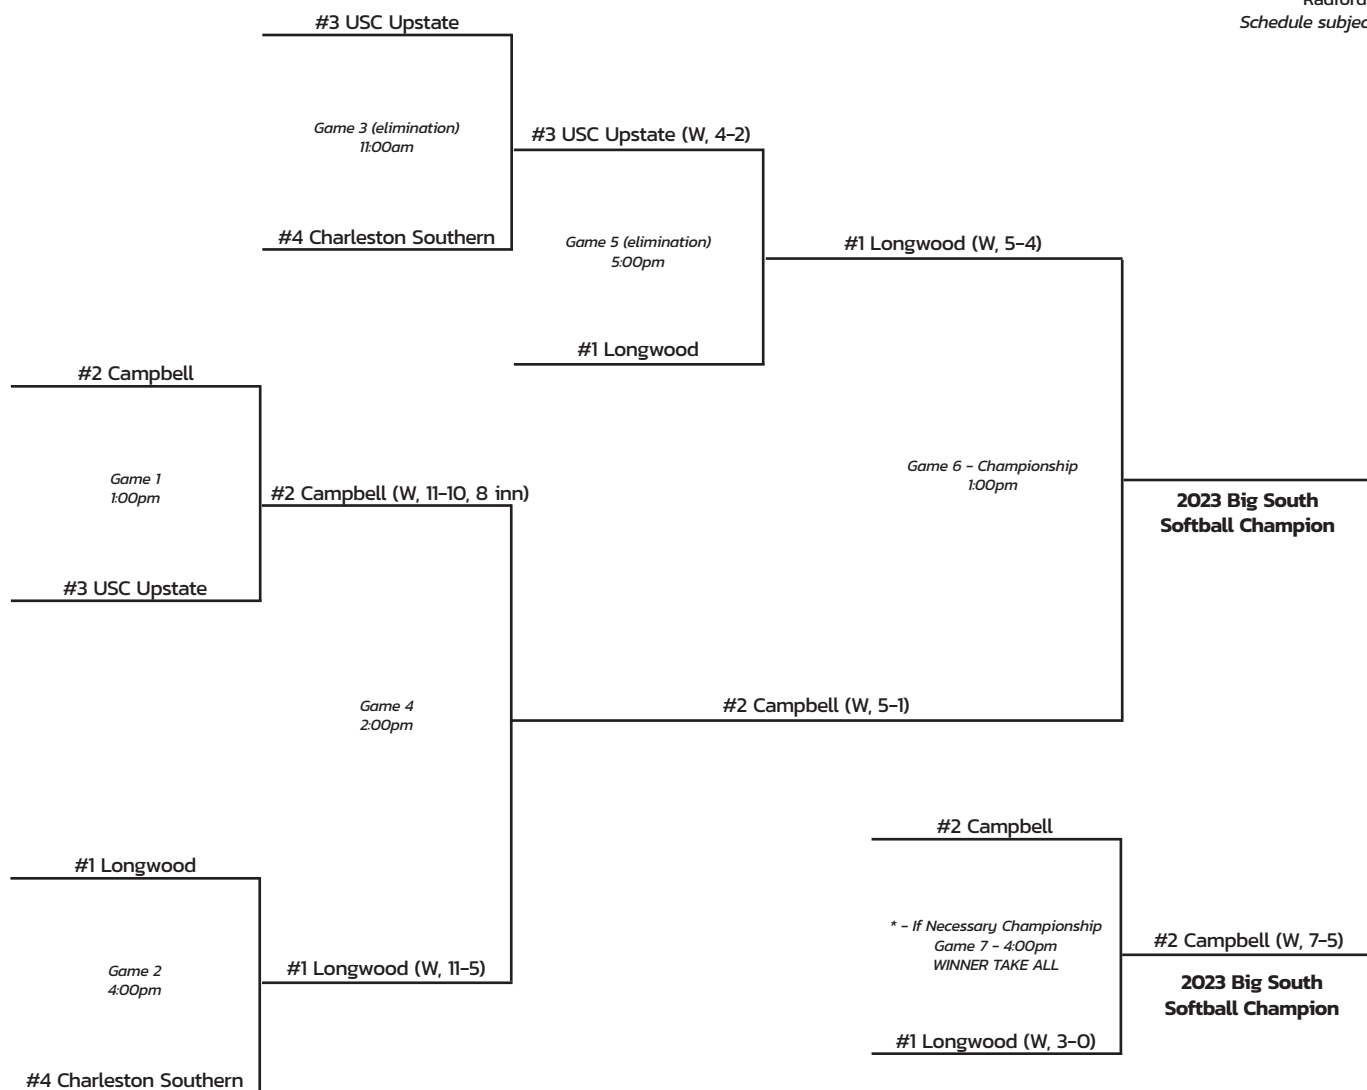 Radford
Schedule subjec
#3 USC Upstate
Game 3 (elimination)
11:00am
#3 USC Upstate (W, 4-2)
#4 Charleston Southern
Game 5 (elimination)
5:00pm
#1 Longwood (W, 5-4)
#1 Longwood
#2 Campbell
Game 1
1:00pm
#2 Campbell (W, 11-10, 8 inn)
#3 USC Upstate
Game 6 - Championship
1:00pm
2023 Big South
Softball Champion
Game 4
2:00pm
#2 Campbell (W, 5-1)
#1 Longwood
Game 2
4:00pm
#1 Longwood (W, 11-5)
#4 Charleston Southern
#2 Campbell
* - If Necessary Championship
Game 7 - 4:00pm
WINNER TAKE ALL
#2 Campbell (W, 7-5)
2023 Big South
Softball Champion
#1 Longwood (W, 3-0)